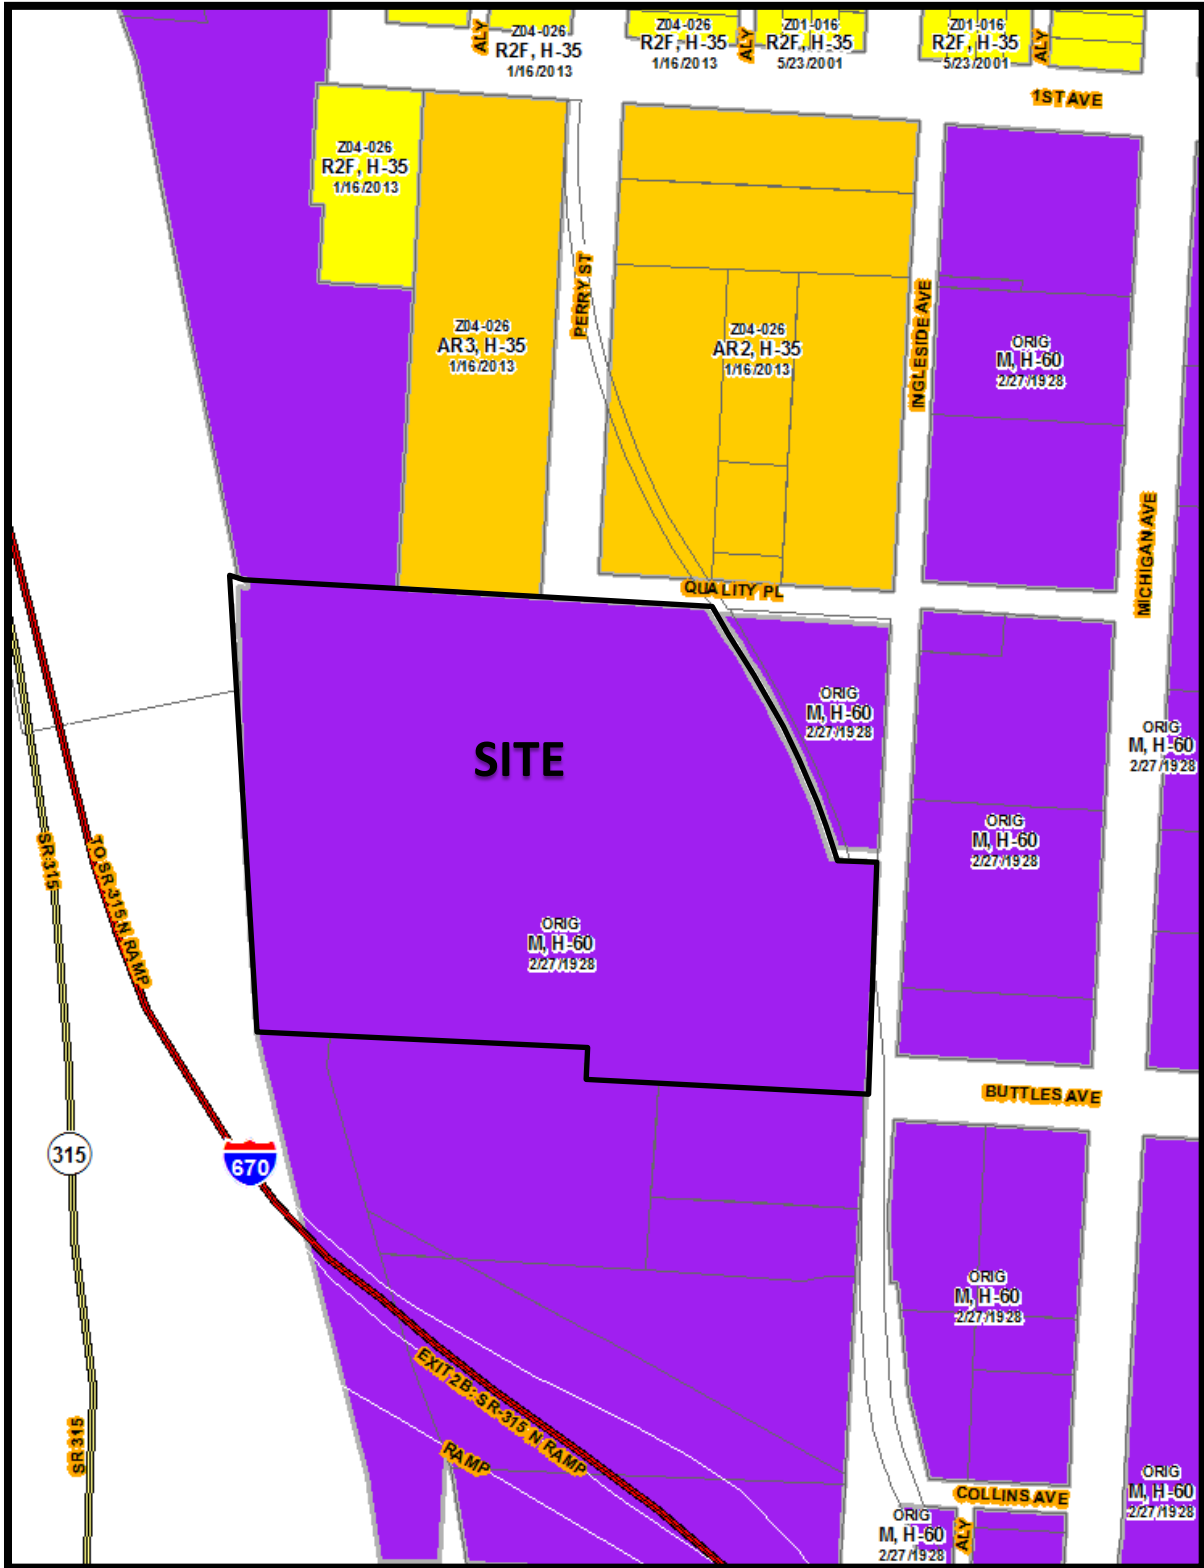 ALY
Z04-026
R2F, H-35
1/16/2013
Z04-026
R2F, H-35
1/16/2013
ALY
Z01-016
R2F, H-35
5/23/2001
Z01-016
R2F, H-35
5/23/2001
ALY
1ST AVE
Z04-026
R2F, H-35
1/16/2013
PERRY ST
INGLESIDE AVE
Z04-026
AR3, H-35
1/16/2013
Z04-026
AR2, H-35
1/16/2013
ORIG
M, H-60
2/27/1928
MICHIGAN AVE
QUALITY PL
ORIG
M, H-60
2/27/1928
ORIG
M, H-60
2/27/1928
SITE
ORIG
M, H-60
2/27/1928
SR 315
TO SR 315 N RAMP
ORIG
M, H-60
2/27/1928
BUTTLES AVE
315
670
ORIG
M, H-60
2/27/1928
EXIT 2B: SR-315 N RAMP
RAMP
SR 315
COLLINS AVE
ORIG
M, H-60
2/27/1928
ORIG
M, H-60
2/27/1928
ALY